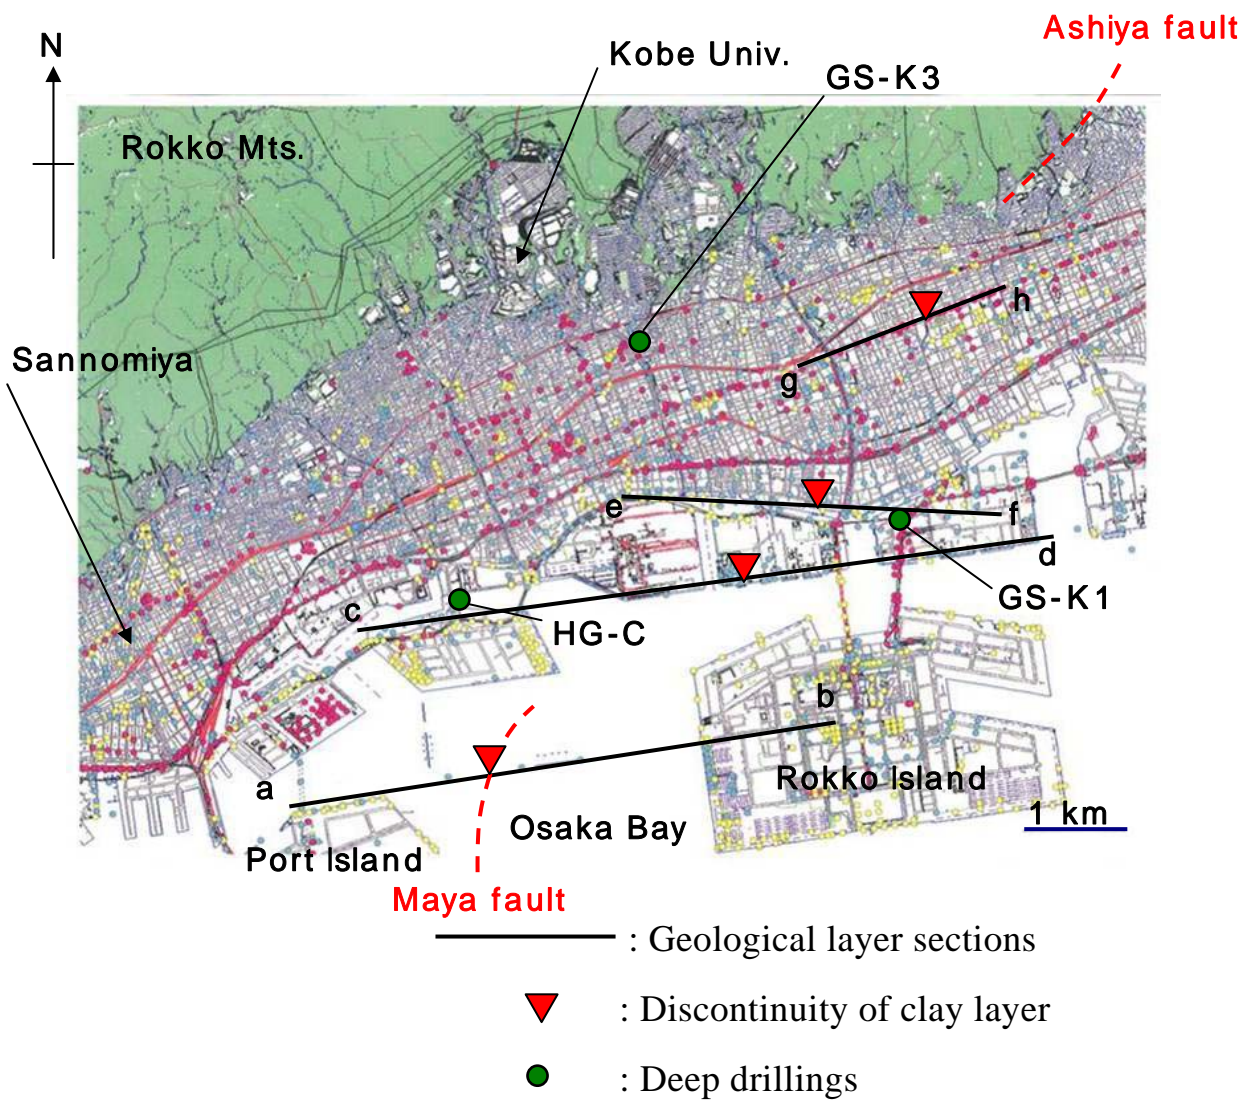 Ashiya fault
N
Kobe Univ.
GS-K3
Rokko Mts.
h
Sannomiya
g
e
f
d
c
GS-K1
HG-C
b
Rokko Island
a
1 km
Osaka Bay
Port Island
Maya fault
: Geological layer sections
: Discontinuity of clay layer
: Deep drillings